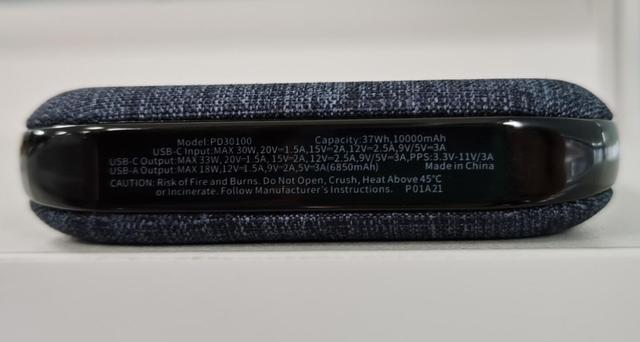 Model:PD30100 Capacity:37Wh,10000mAh
USB-C Input:MAX 30W,20V⎓1.5A,15V⎓2A,12V⎓2.5A,9V/5V⎓3A
USB-C Output:MAX 33W,20V⎓1.5A,15V⎓2A,12V⎓2.5A,9V/5V⎓3A,PPS:3.3V-11V/3A
USB-A Output:MAX 18W,12V⎓1.5A,9V⎓2A,5V⎓3A(6850mAh) Made in China
CAUTION: Risk of Fire and Burns. Do Not Open, Crush, Heat Above 45°C
or Incinerate. Follow Manufacturer's Instructions. P01A21